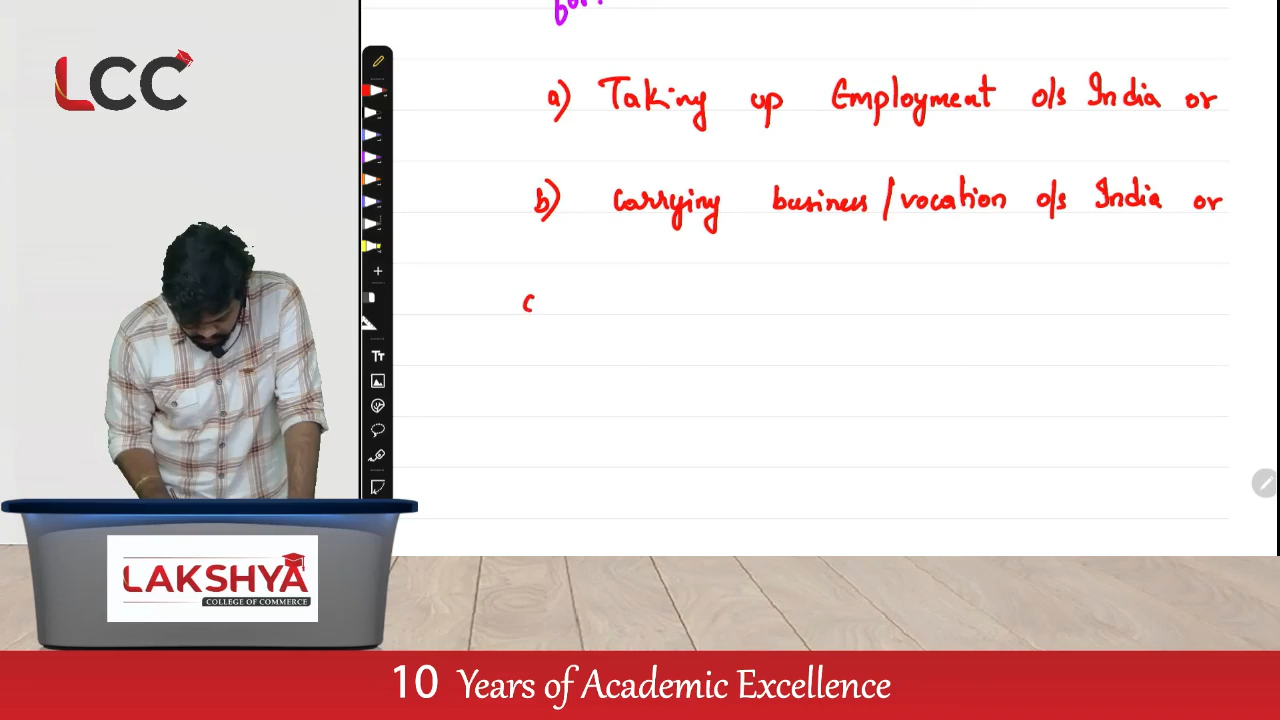 LCC
a) Taking up Employment o/s India or
b) carrying business/vocation o/s India or
c
TT
LAKSHYA
COLLEGE OF COMMERCE
10 Years of Academic Excellence